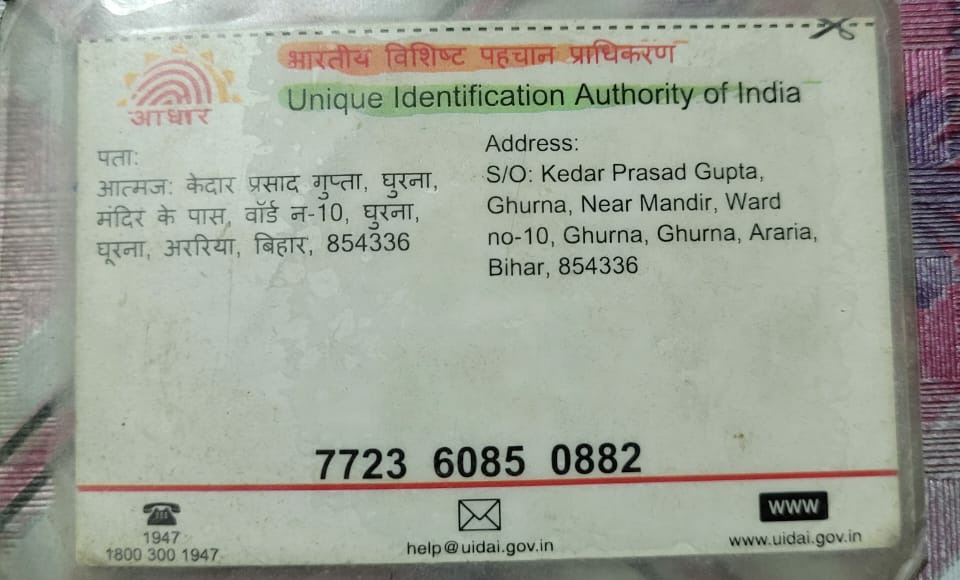 भारतीय विशिष्ट पहचान प्राधिकरण
Unique Identification Authority of India
आधार
पता:
आत्मज: केदार प्रसाद गुप्ता, घुरना,
मंदिर के पास, वॉर्ड न-10, घुरना,
घूरना, अररिया, बिहार, 854336
Address:
S/O: Kedar Prasad Gupta,
Ghurna, Near Mandir, Ward
no-10, Ghurna, Ghurna, Araria,
Bihar, 854336
7723 6085 0882
1947
1800 300 1947
help@uidai.gov.in
WWW
www.uidai.gov.in